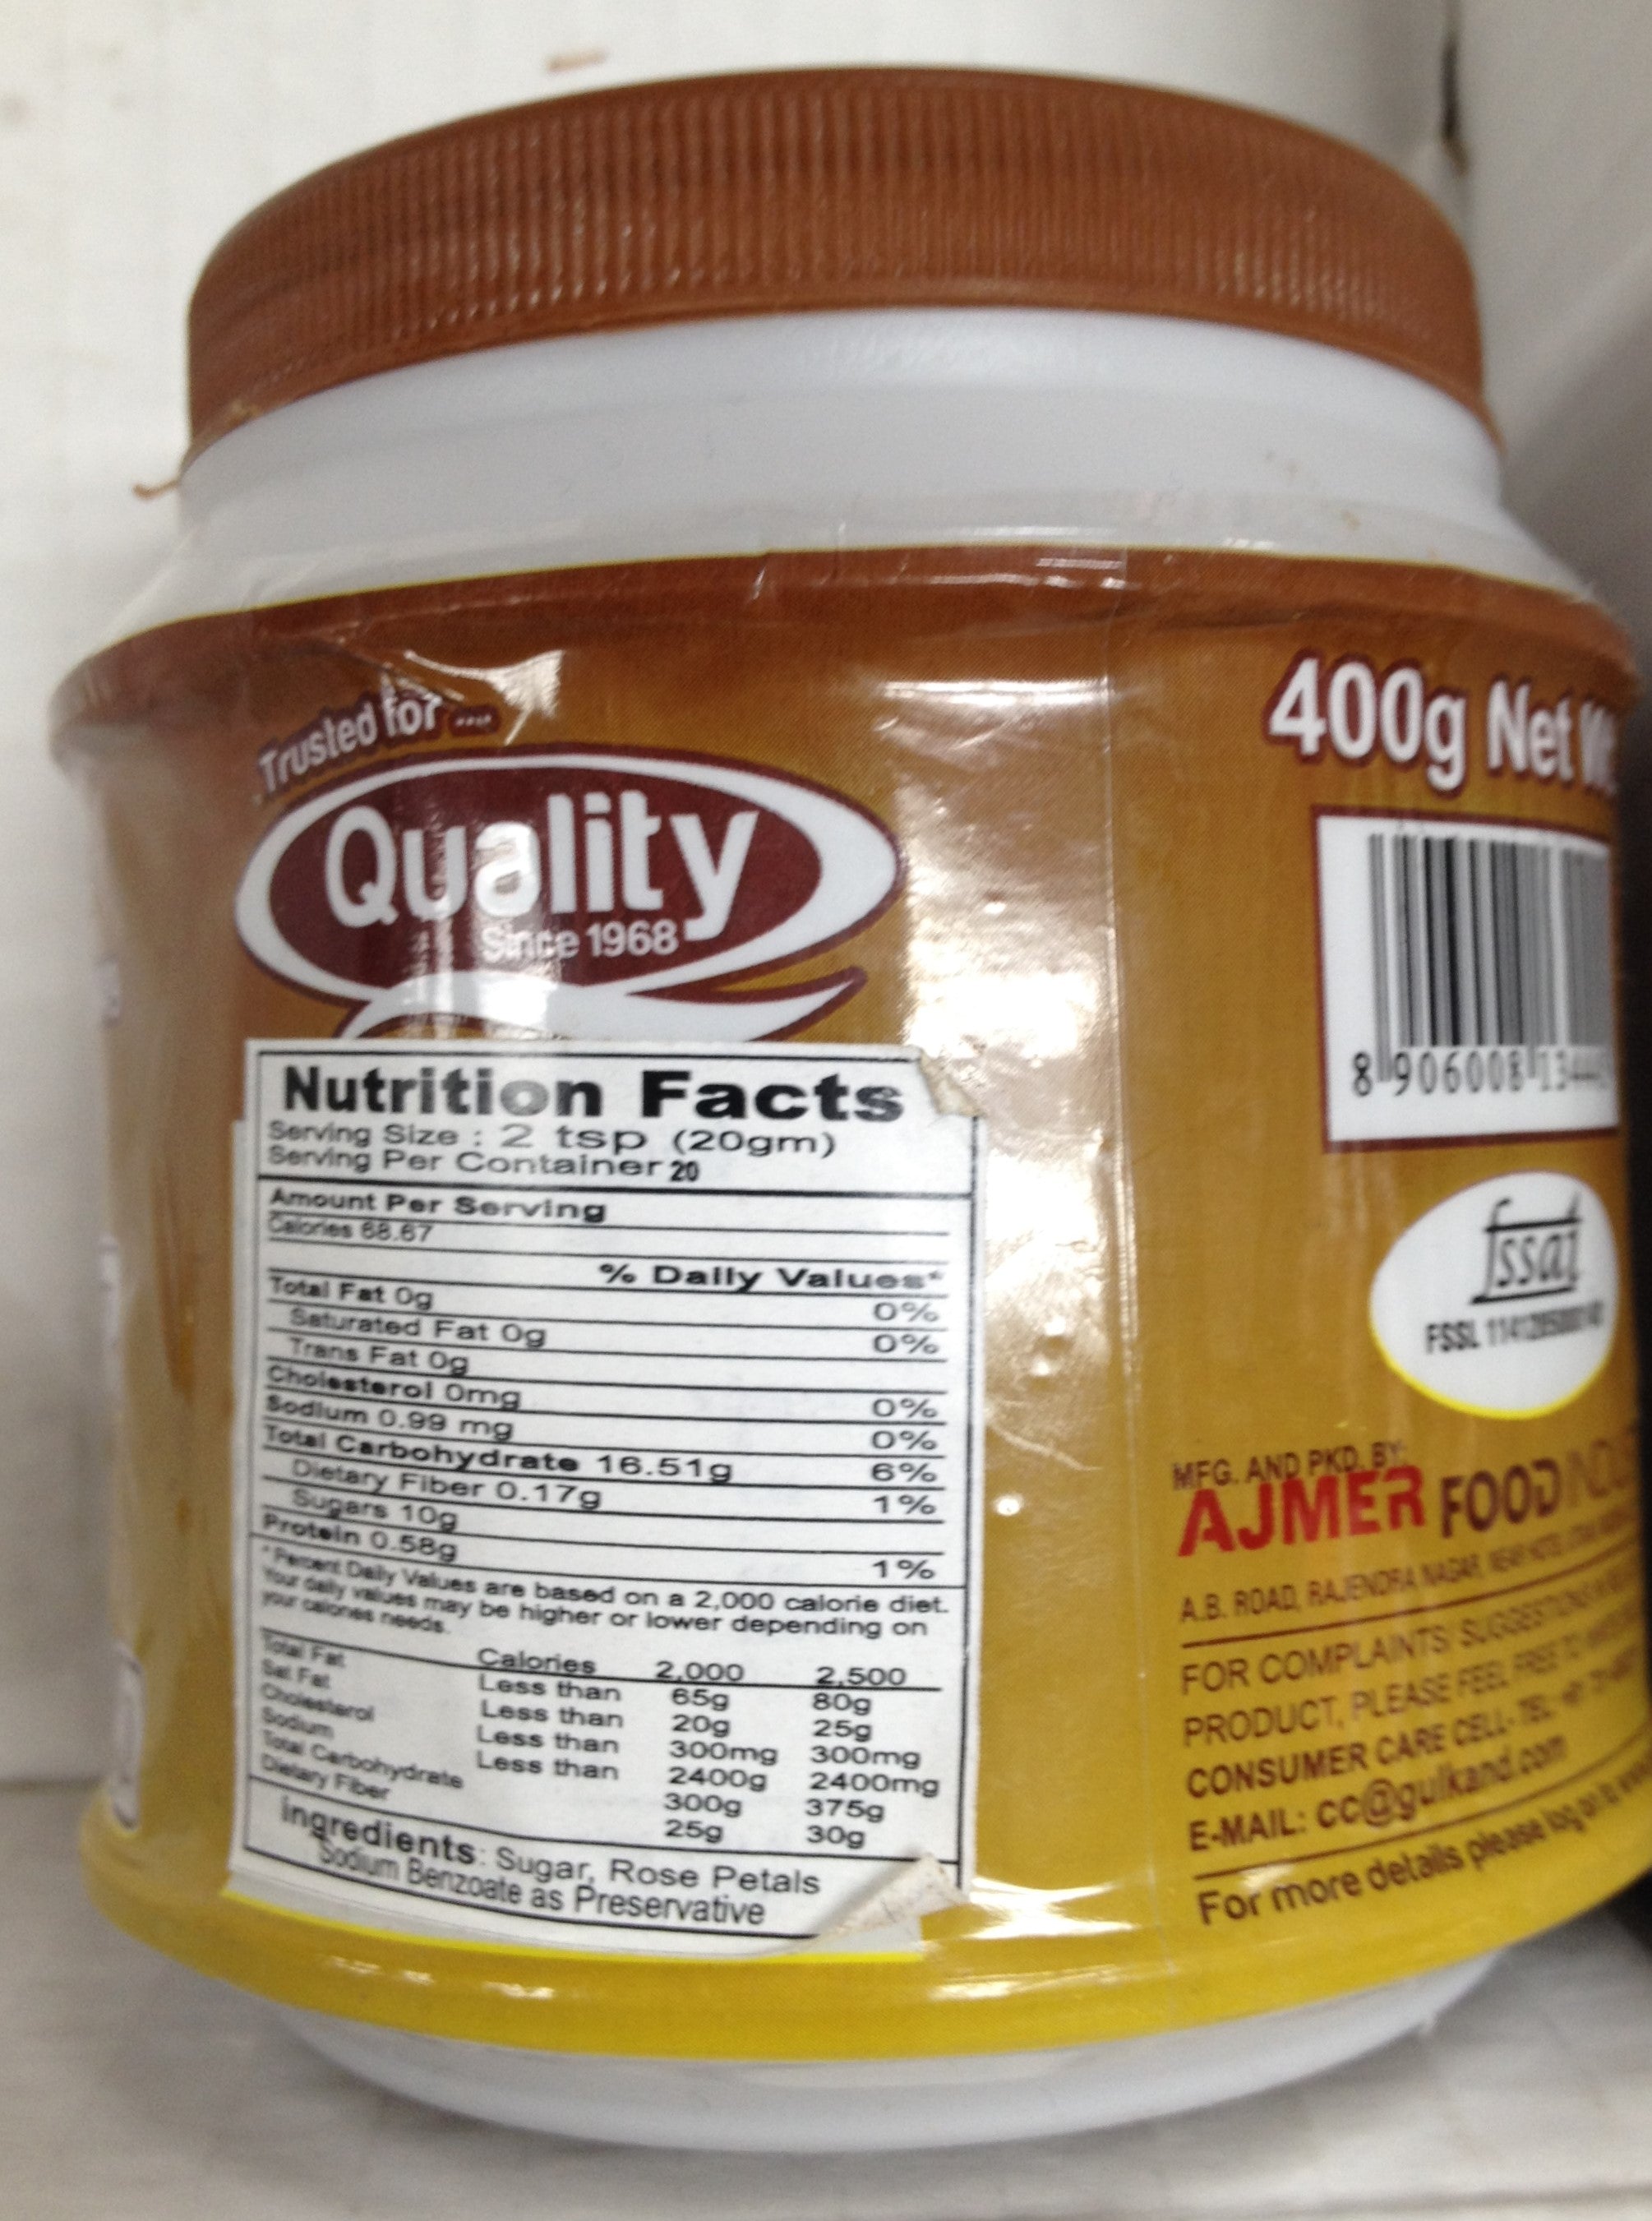 Trusted for ...
Quality
Since 1968
Nutrition Facts
Serving Size : 2 tsp (20gm)
Serving Per Container 20
Amount Per Serving
Calories 68.67
% Daily Values*
Total Fat 0g 0%
Saturated Fat 0g 0%
Trans Fat 0g
Cholesterol 0mg 0%
Sodium 0.99 mg 0%
Total Carbohydrate 16.51g 6%
Dietary Fiber 0.17g 1%
Sugars 10g
Protein 0.58g 1%
* Percent Daily Values are based on a 2,000 calorie diet.
Your daily values may be higher or lower depending on
your calories needs.
Calories 2,000 2,500
Total Fat Less than 65g 80g
Sat Fat Less than 20g 25g
Cholesterol Less than 300mg 300mg
Sodium Less than 2400g 2400mg
Total Carbohydrate 300g 375g
Dietary Fiber 25g 30g
Ingredients: Sugar, Rose Petals
Sodium Benzoate as Preservative
400g Net
8 906008
fssai
FSSL
MFG. AND PKD. BY:
AJMER FOOD
A.B. ROAD, RAJENDRA NAGAR,
FOR COMPLAINTS SUGGESTIONS
PRODUCT, PLEASE FEEL FREE TO
CONSUMER CARE CELL- TEL:
E-MAIL: cc@gulkand.com
For more details please log on to